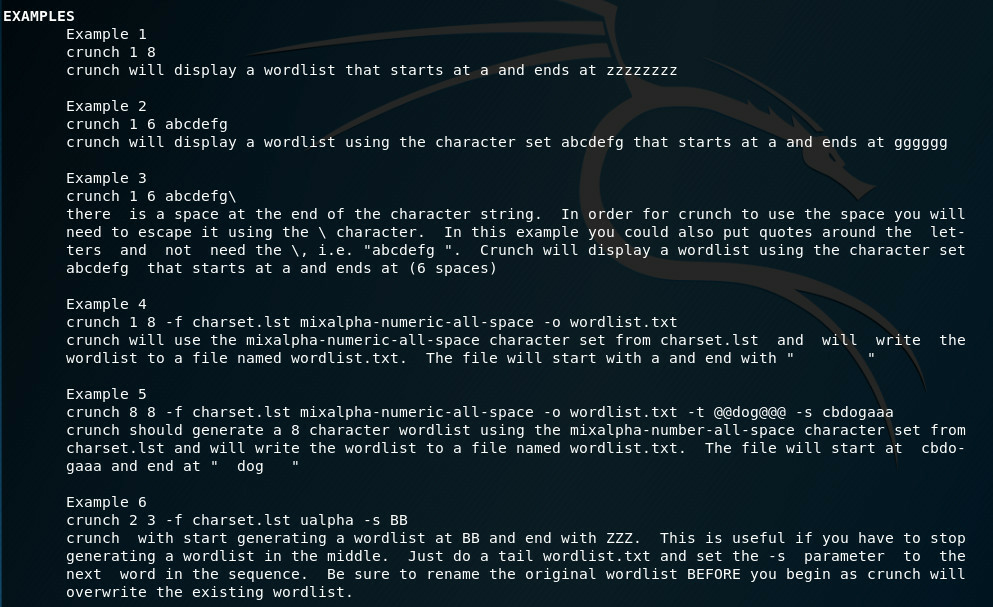 EXAMPLES
Example 1
crunch 1 8
crunch will display a wordlist that starts at a and ends at zzzzzzzz
Example 2
crunch 1 6 abcdefg
crunch will display a wordlist using the character set abcdefg that starts at a and ends at gggggg
Example 3
crunch 1 6 abcdefg\
there  is a space at the end of the character string.  In order for crunch to use the space you will
need to escape it using the \ character.  In this example you could also put quotes around the  let-
ters  and  not  need the \, i.e. "abcdefg ".  Crunch will display a wordlist using the character set
abcdefg  that starts at a and ends at (6 spaces)
Example 4
crunch 1 8 -f charset.lst mixalpha-numeric-all-space -o wordlist.txt
crunch will use the mixalpha-numeric-all-space character set from charset.lst  and  will  write  the
wordlist to a file named wordlist.txt.  The file will start with a and end with "        "
Example 5
crunch 8 8 -f charset.lst mixalpha-numeric-all-space -o wordlist.txt -t @@dog@@@ -s cbdogaaa
crunch should generate a 8 character wordlist using the mixalpha-number-all-space character set from
charset.lst and will write the wordlist to a file named wordlist.txt.  The file will start at  cbdo-
gaaa and end at "  dog   "
Example 6
crunch 2 3 -f charset.lst ualpha -s BB
crunch  with start generating a wordlist at BB and end with ZZZ.  This is useful if you have to stop
generating a wordlist in the middle.  Just do a tail wordlist.txt and set the -s  parameter  to  the
next  word in the sequence.  Be sure to rename the original wordlist BEFORE you begin as crunch will
overwrite the existing wordlist.